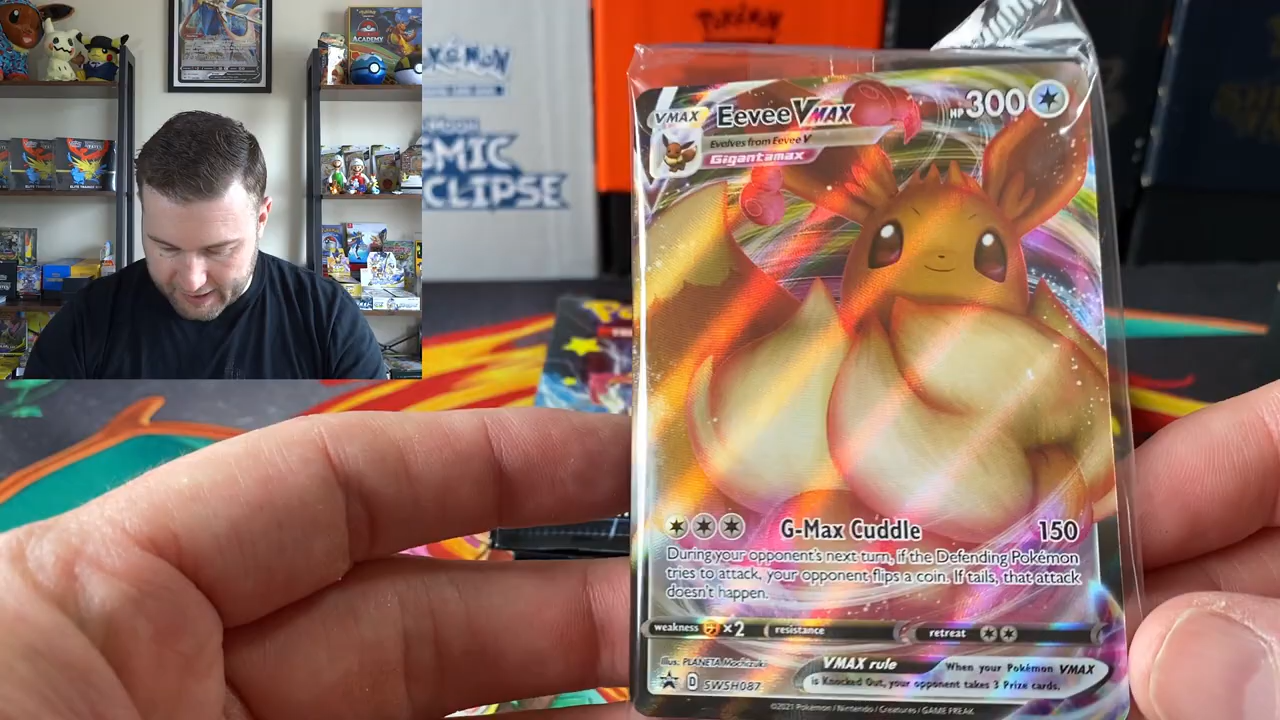 Pokémon
ACADEMY
POKÉMON
SMIC
CLIPSE
VMAX
Eevee VMAX
HP 300
Evolves from Eevee V
Gigantamax
G-Max Cuddle 150
During your opponent's next turn, if the Defending Pokémon
tries to attack, your opponent flips a coin. If tails, that attack
doesn't happen.
weakness ×2 resistance retreat
Illus. PLANETA Mochizuki
D SWSH087
VMAX rule When your Pokémon VMAX
is Knocked Out, your opponent takes 3 Prize cards.
©2021 Pokémon / Nintendo / Creatures / GAME FREAK